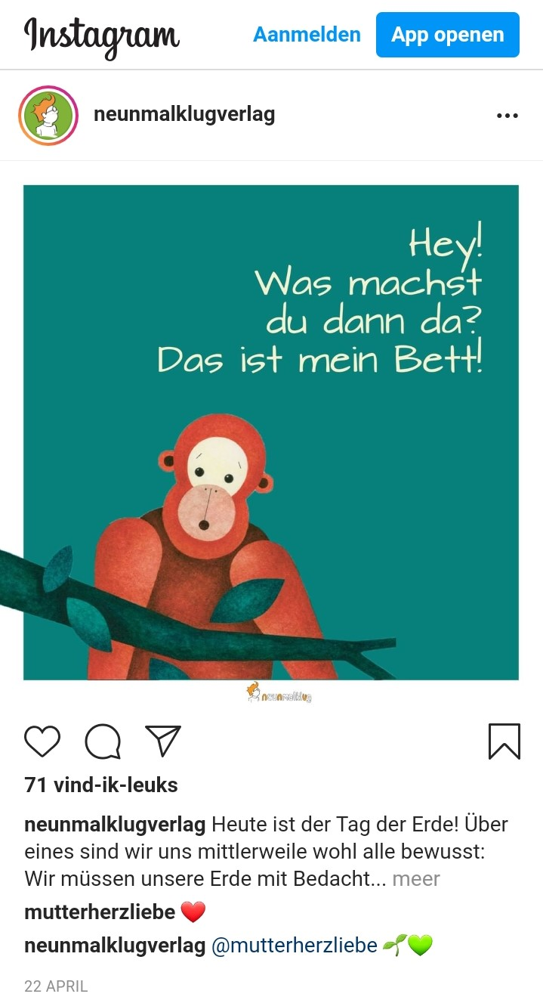 Instagram
Aanmelden
App openen
neunmalklugverlag
Hey!
Was machst
du dann da?
Das ist mein Bett!
neunmalklug
71 vind-ik-leuks
neunmalklugverlag Heute ist der Tag der Erde! Über
eines sind wir uns mittlerweile wohl alle bewusst:
Wir müssen unsere Erde mit Bedacht... meer
mutterherzliebe ❤️
neunmalklugverlag @mutterherzliebe 🌱💚
22 APRIL